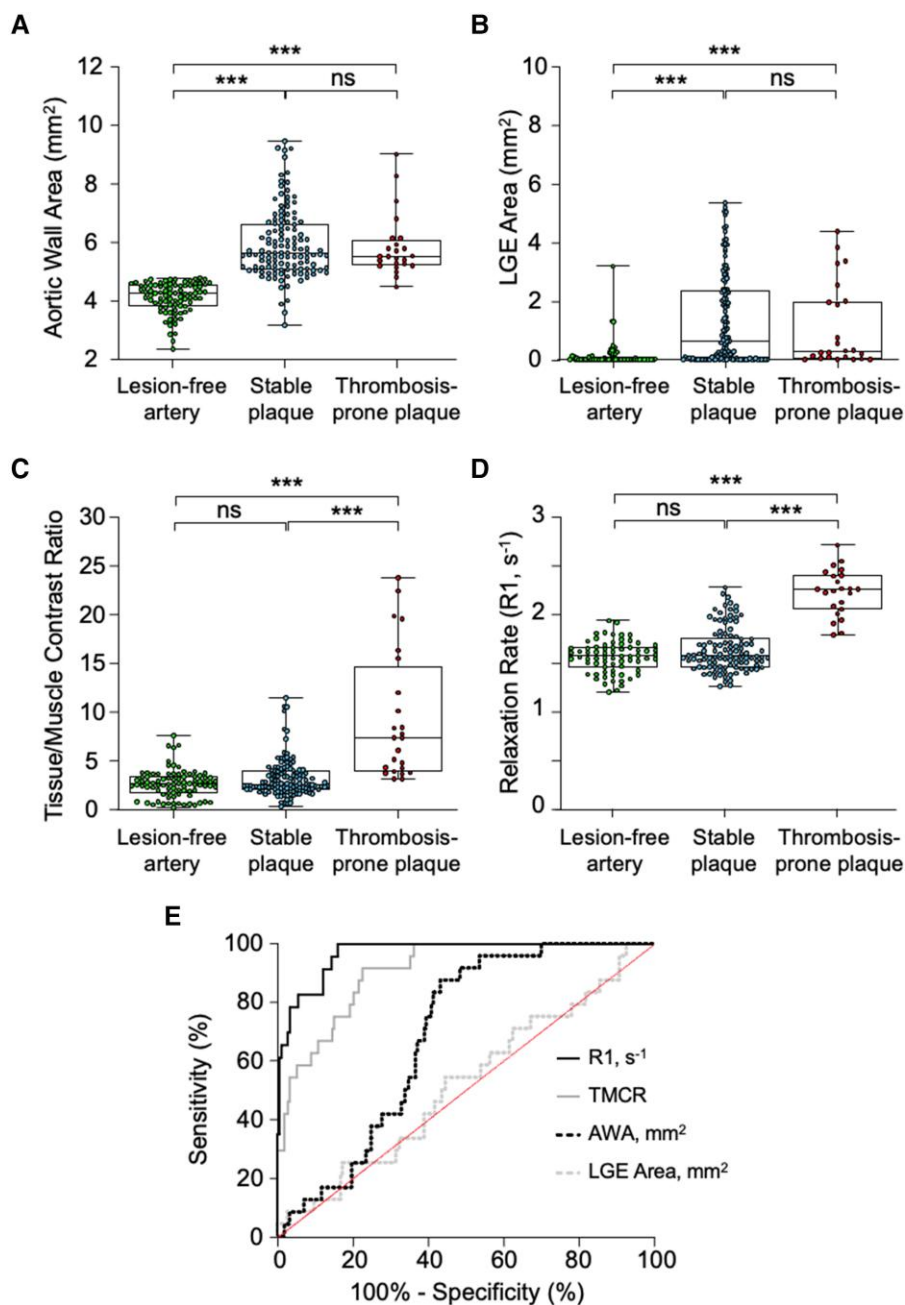 A
***
***
ns
Aortic Wall Area (mm²)
12
10
8
6
4
2
Lesion-free artery
Stable plaque
Thrombosis-prone plaque
B
***
***
ns
LGE Area (mm²)
10
8
6
4
2
0
Lesion-free artery
Stable plaque
Thrombosis-prone plaque
C
***
ns
***
Tissue/Muscle Contrast Ratio
30
25
20
15
10
5
0
Lesion-free artery
Stable plaque
Thrombosis-prone plaque
D
***
ns
***
Relaxation Rate (R1, s⁻¹)
3
2
1
0
Lesion-free artery
Stable plaque
Thrombosis-prone plaque
E
Sensitivity (%)
100
80
60
40
20
0
R1, s⁻¹
TMCR
AWA, mm²
LGE Area, mm²
0 20 40 60 80 100
100% - Specificity (%)